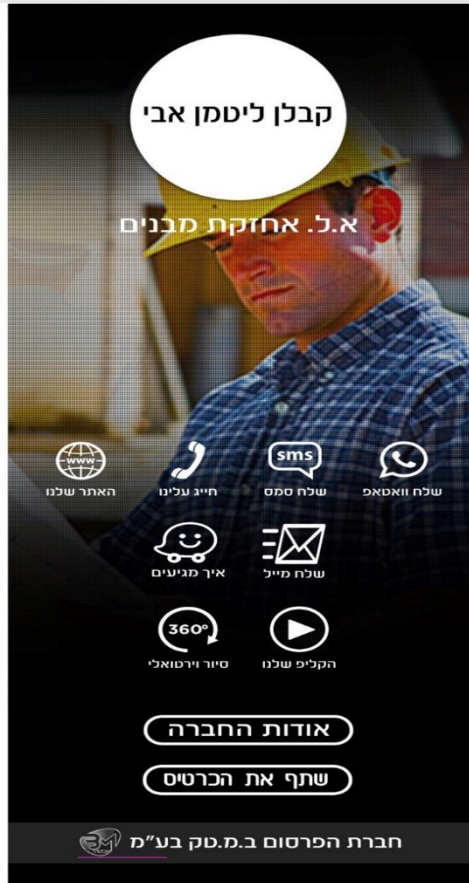 קבלן ליטמן אבי
א.ל. אחזקת מבנים
sms
www
שלח וואטאפ
שלח סמס
חייג עלינו
האתר שלנו
שלח מייל
איך מגיעים
360°
הקליפ שלנו
סיור וירטואלי
אודות החברה
שתף את הכרטיס
חברת הפרסום ב.מ.טק בע"מ